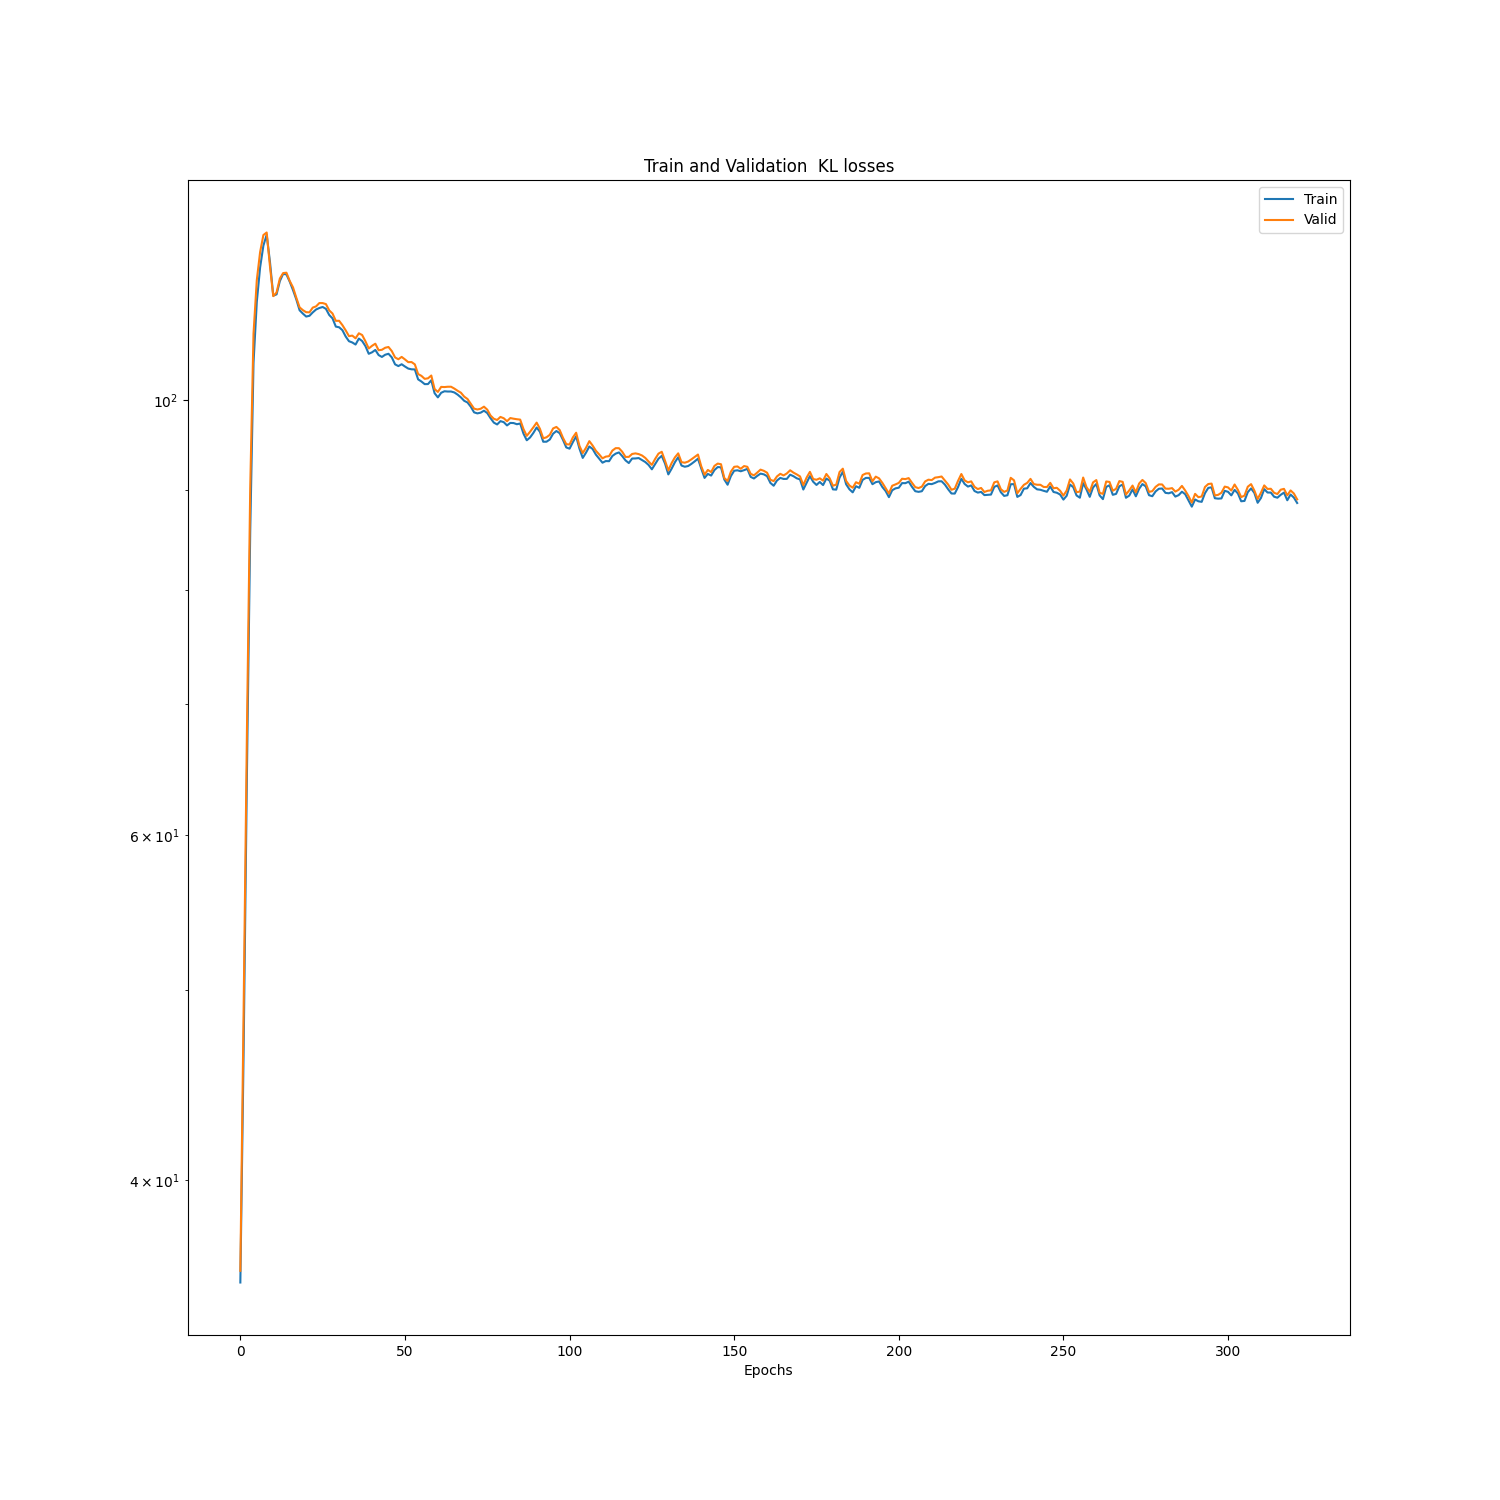 Train and Validation  KL losses
Train
Valid
10²
6 × 10¹
4 × 10¹
0 50 100 150 200 250 300
Epochs